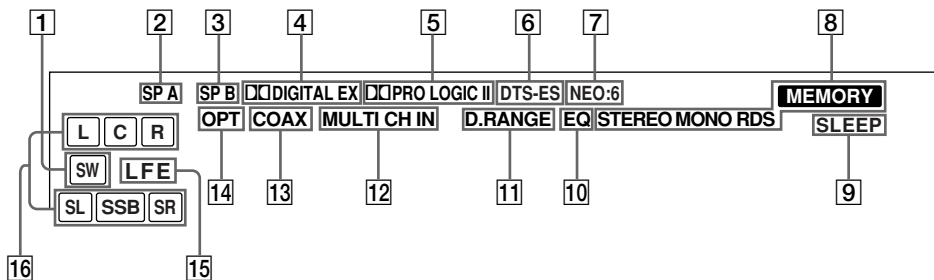 1 2 3 4 5 6 7 8
SP A SP B DIGITAL EX PRO LOGIC II DTS-ES NEO:6 MEMORY
OPT COAX MULTI CH IN D.RANGE EQ STEREO MONO RDS SLEEP
L C R
SW LFE
SL SSB SR
14 13 12 11 10 9
16 15